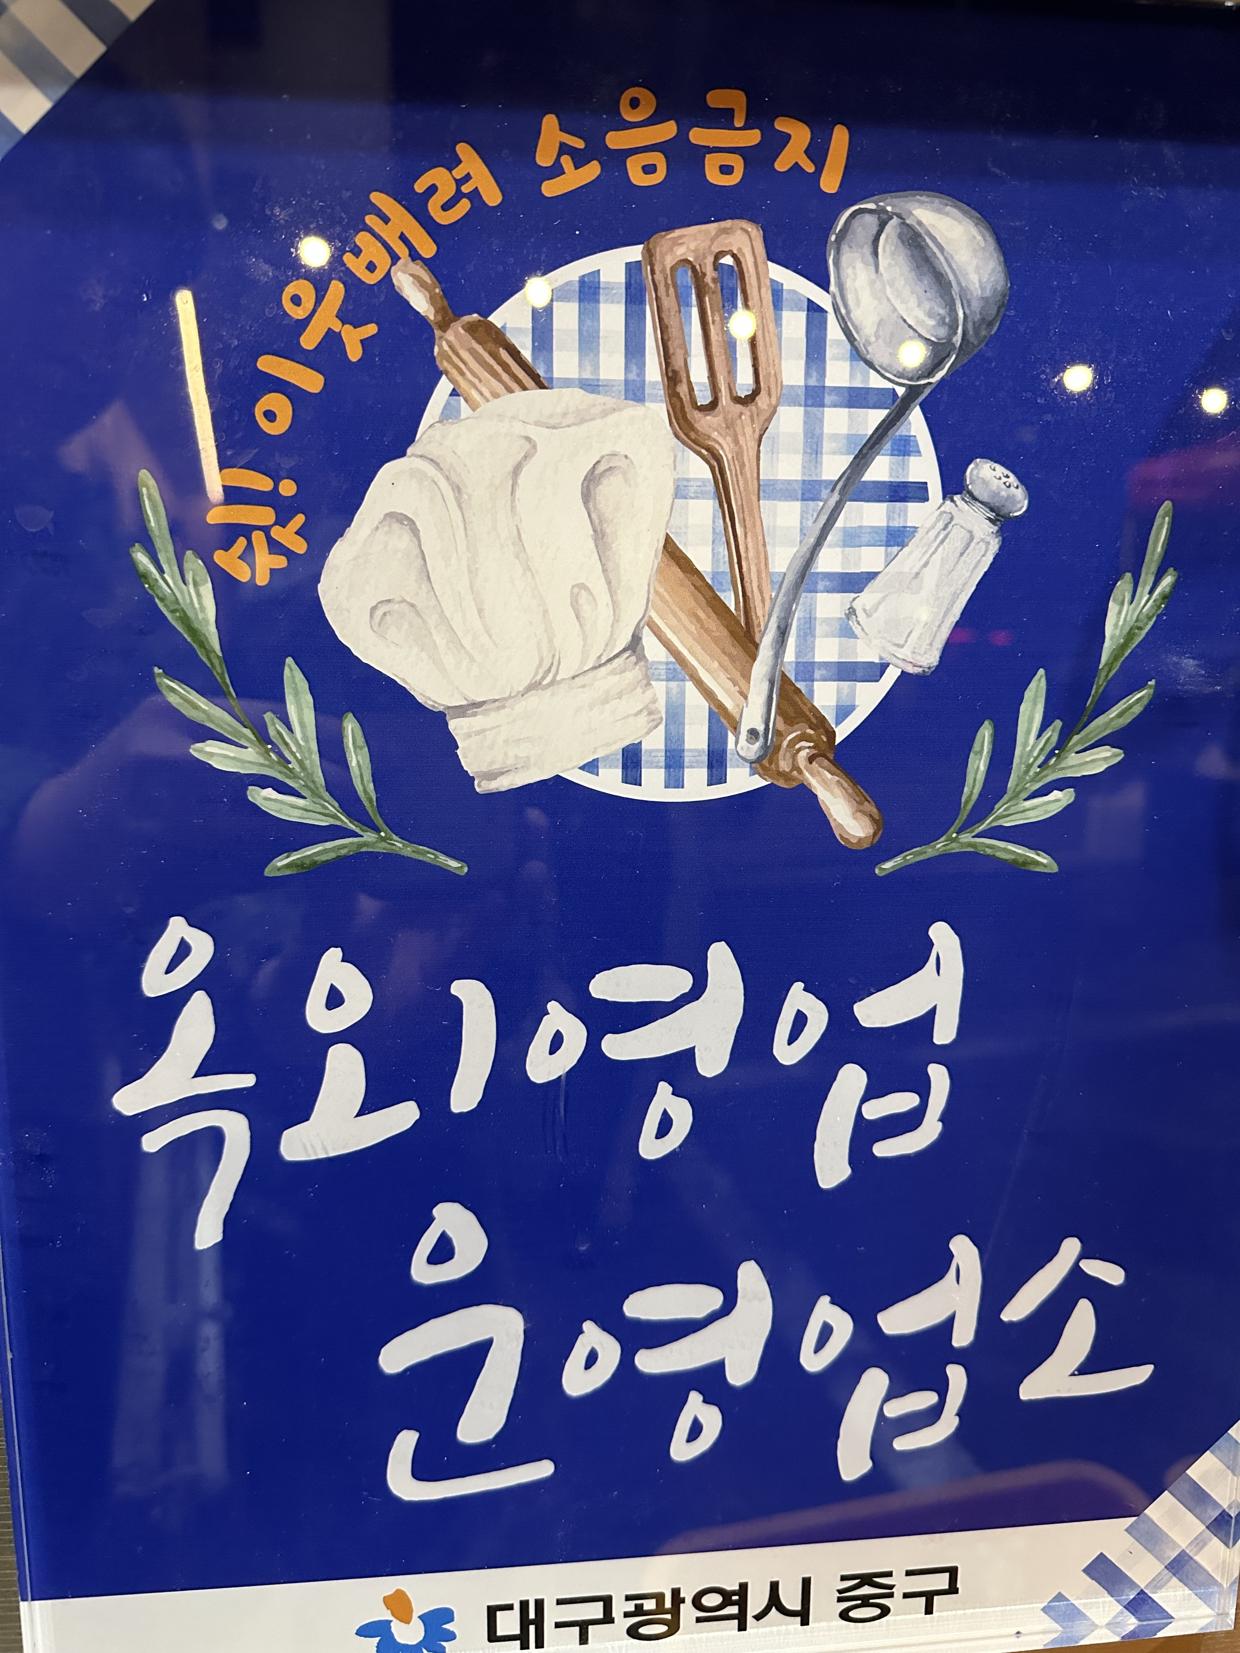 쉿! 이웃배려 소음금지
옥외영업
운영업소
대구광역시 중구